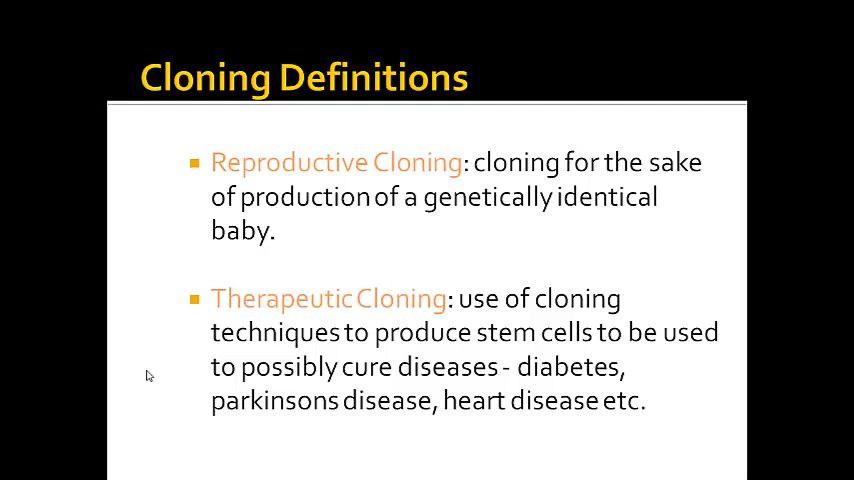 Cloning Definitions
Reproductive Cloning: cloning for the sake
of production of a genetically identical
baby.
Therapeutic Cloning: use of cloning
techniques to produce stem cells to be used
to possibly cure diseases - diabetes,
parkinsons disease, heart disease etc.